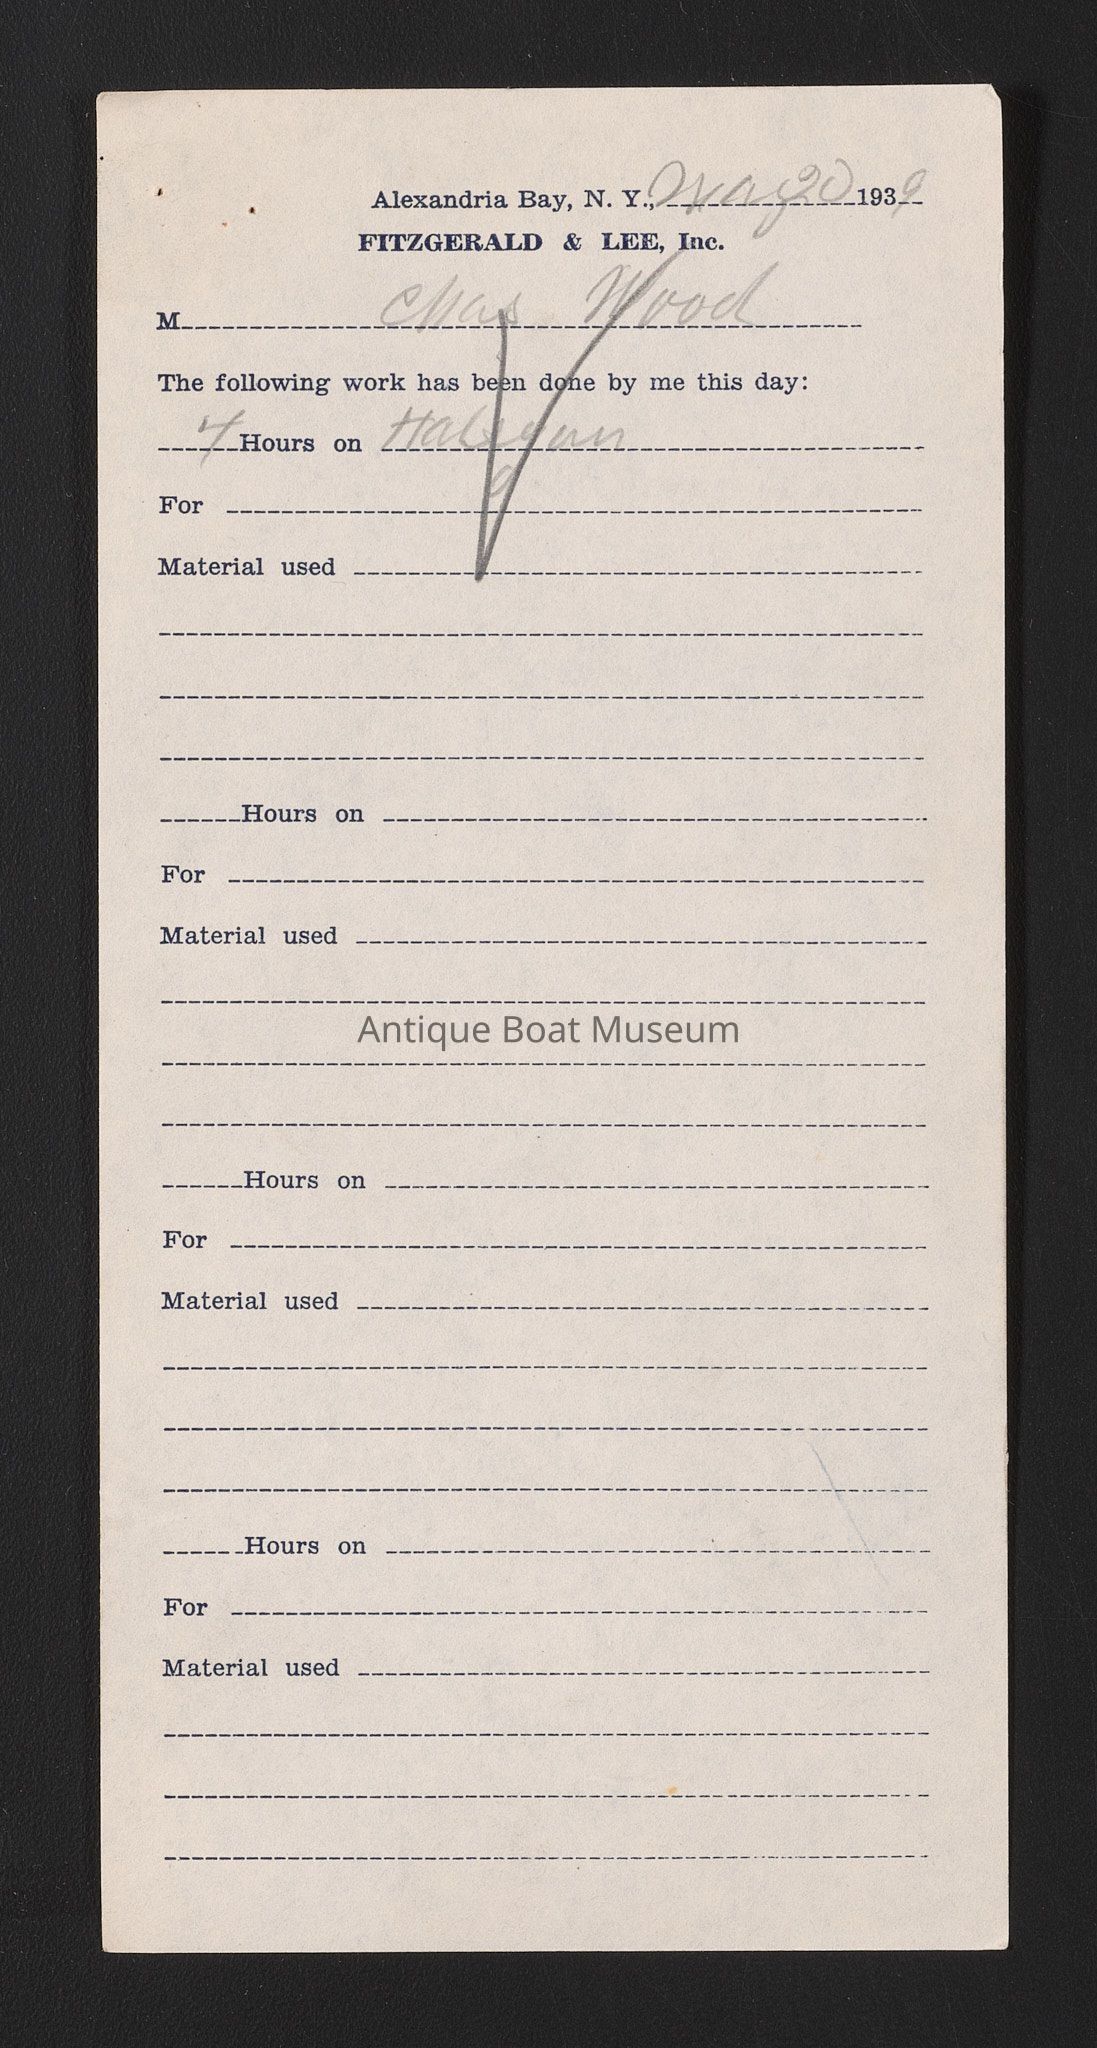 Alexandria Bay, N. Y., May 20 1939
FITZGERALD & LEE, Inc.
M Chas Wood
The following work has been done by me this day:
4 Hours on Halcyon
For
Material used
Hours on
For
Material used
Antique Boat Museum
Hours on
For
Material used
Hours on
For
Material used